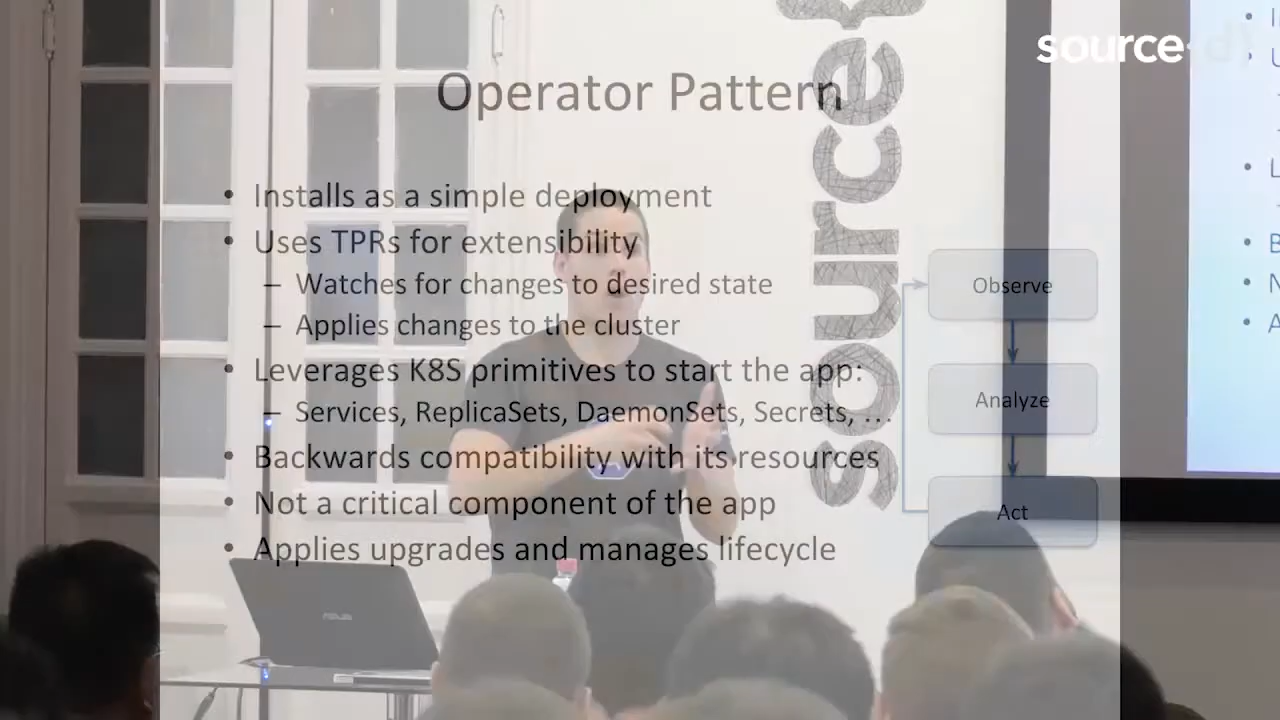 source{d}
Operator Pattern
• Installs as a simple deployment
• Uses TPRs for extensibility
– Watches for changes to desired state
– Applies changes to the cluster
• Leverages K8S primitives to start the app:
– Services, ReplicaSets, DaemonSets, Secrets, ...
• Backwards compatibility with its resources
• Not a critical component of the app
• Applies upgrades and manages lifecycle
Observe
Analyze
Act
source{
ASUS
• I
• U
• L
• B
• N
• A